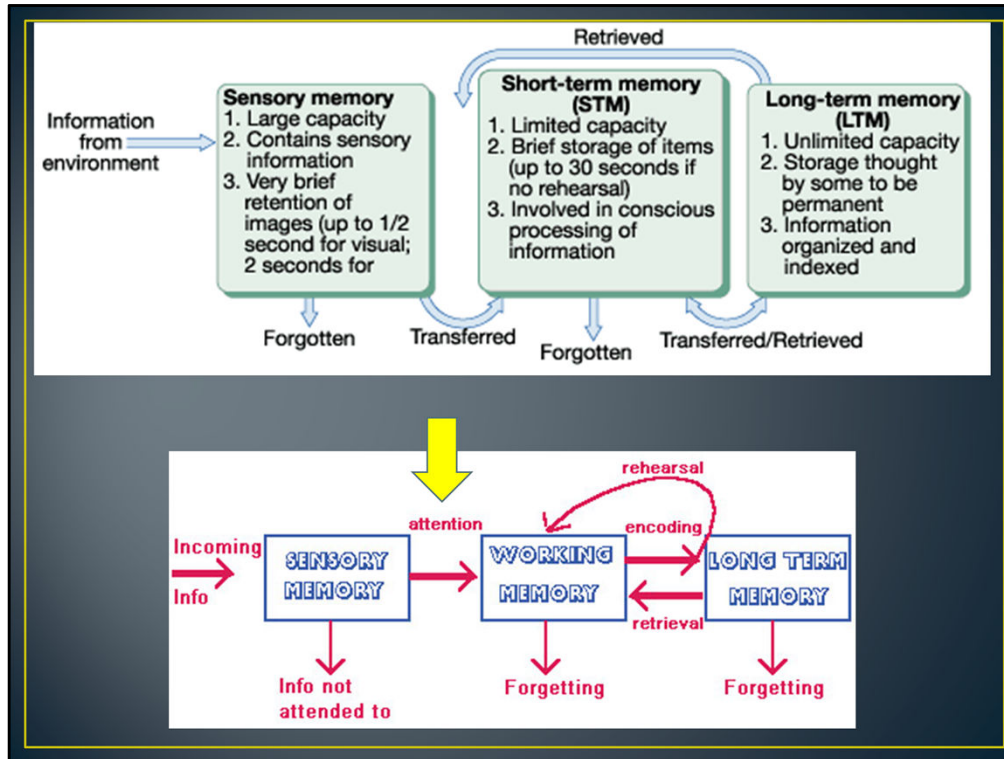 Retrieved
Information
from
environment
Sensory memory
1. Large capacity
2. Contains sensory
information
3. Very brief
retention of
images (up to 1/2
second for visual;
2 seconds for
Short-term memory
(STM)
1. Limited capacity
2. Brief storage of items
(up to 30 seconds if
no rehearsal)
3. Involved in conscious
processing of
information
Long-term memory
(LTM)
1. Unlimited capacity
2. Storage thought
by some to be
permanent
3. Information
organized and
indexed
Forgotten
Transferred
Forgotten
Transferred/Retrieved
rehearsal
attention
encoding
Incoming
Info
SENSORY
MEMORY
WORKING
MEMORY
LONG TERM
MEMORY
retrieval
Info not
attended to
Forgetting
Forgetting